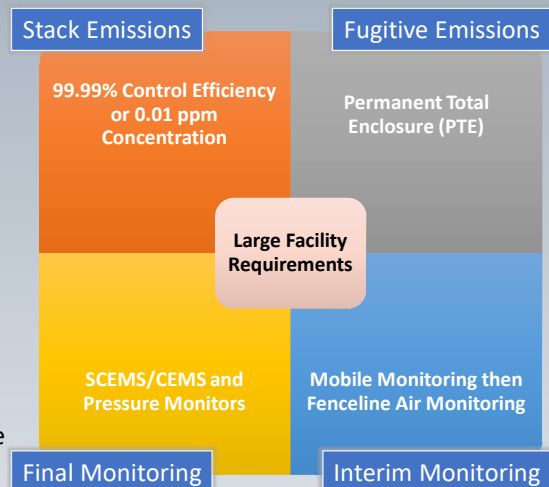 Stack Emissions
Fugitive Emissions
99.99% Control Efficiency
or 0.01 ppm
Concentration
Permanent Total
Enclosure (PTE)
Large Facility
Requirements
SCEMS/CEMS and
Pressure Monitors
Mobile Monitoring then
Fenceline Air Monitoring
e
Final Monitoring
Interim Monitoring